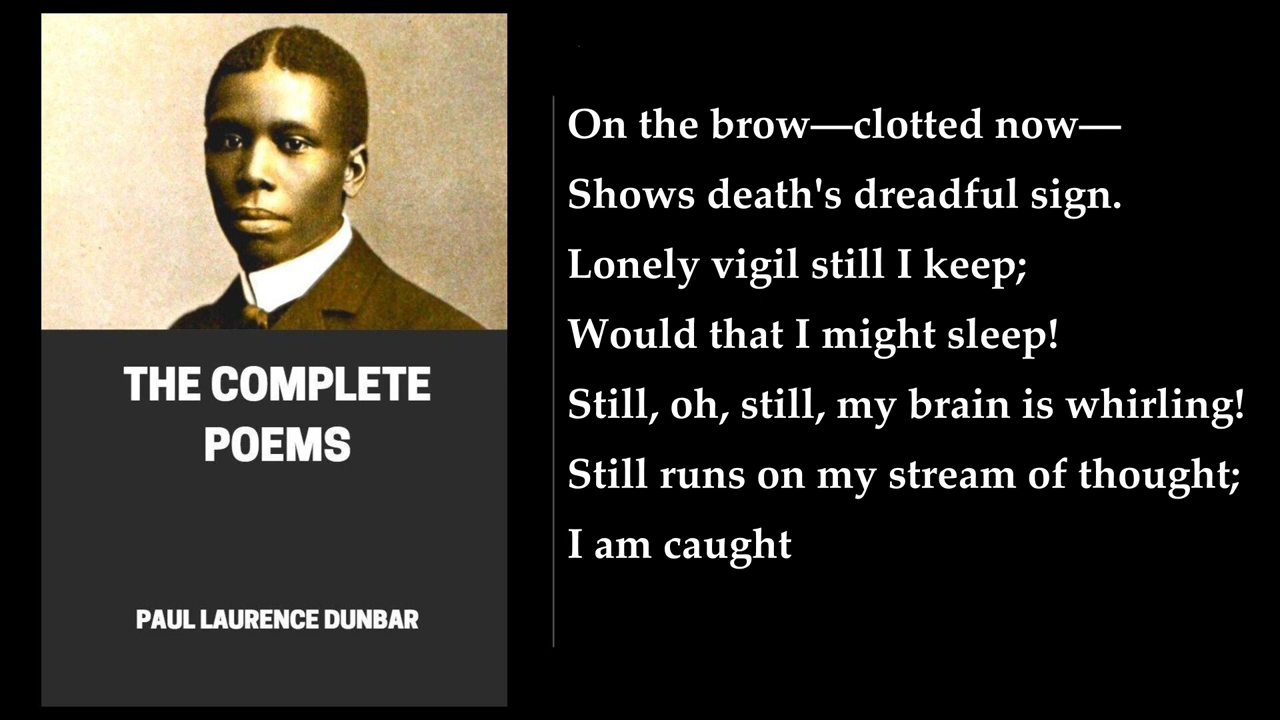 THE COMPLETE
POEMS
PAUL LAURENCE DUNBAR
On the brow—clotted now—
Shows death's dreadful sign.
Lonely vigil still I keep;
Would that I might sleep!
Still, oh, still, my brain is whirling!
Still runs on my stream of thought;
I am caught